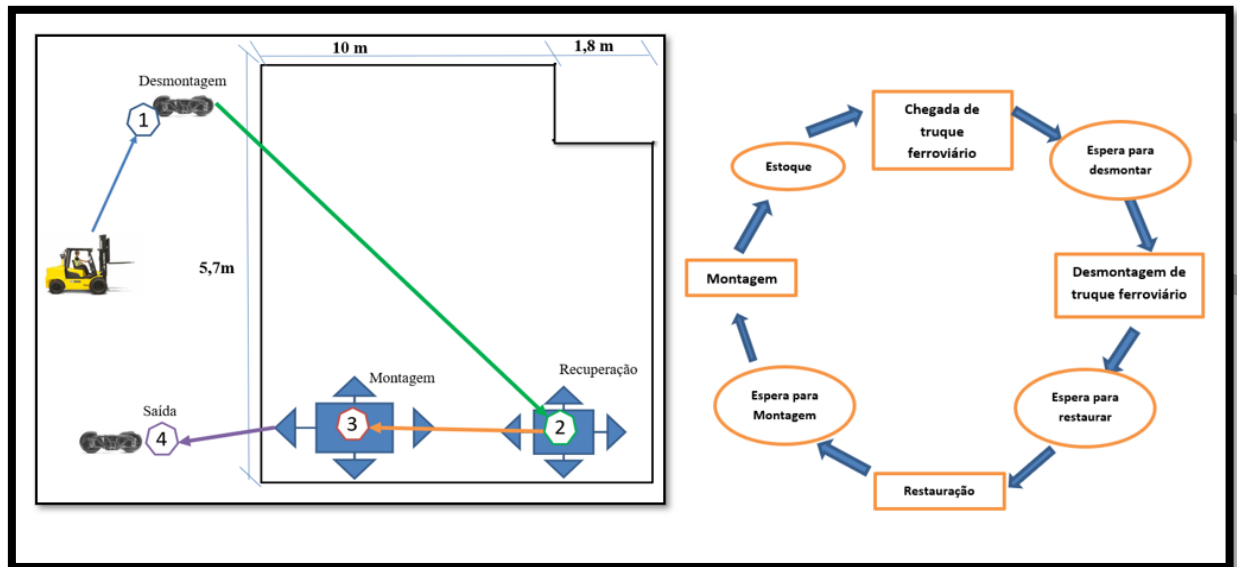 10 m
1,8 m
Desmontagem
1
5,7m
Montagem
Recuperação
3
2
Saída
4
Chegada de
truque
ferroviário
Espera para
desmontar
Desmontagem de
truque ferroviário
Espera para
restaurar
Restauração
Espera para
Montagem
Montagem
Estoque